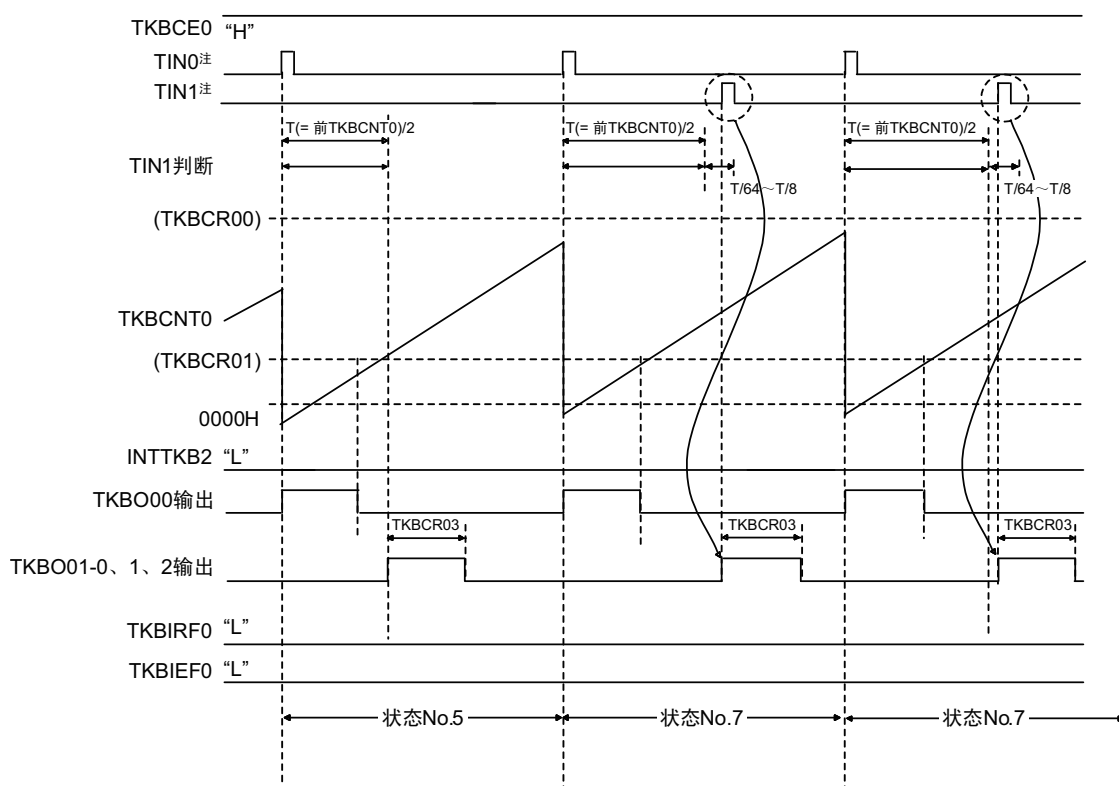 TKBCE0 “H”
TIN0注
TIN1注
T(= 前TKBCNT0)/2
T(= 前TKBCNT0)/2
T(= 前TKBCNT0)/2
TIN1判断
T/64～T/8
T/64～T/8
(TKBCR00)
TKBCNT0
(TKBCR01)
0000H
INTTKB2 “L”
TKBO00输出
TKBCR03
TKBCR03
TKBCR03
TKBO01-0、1、2输出
TKBIRF0 “L”
TKBIEF0 “L”
状态No.5
状态No.7
状态No.7